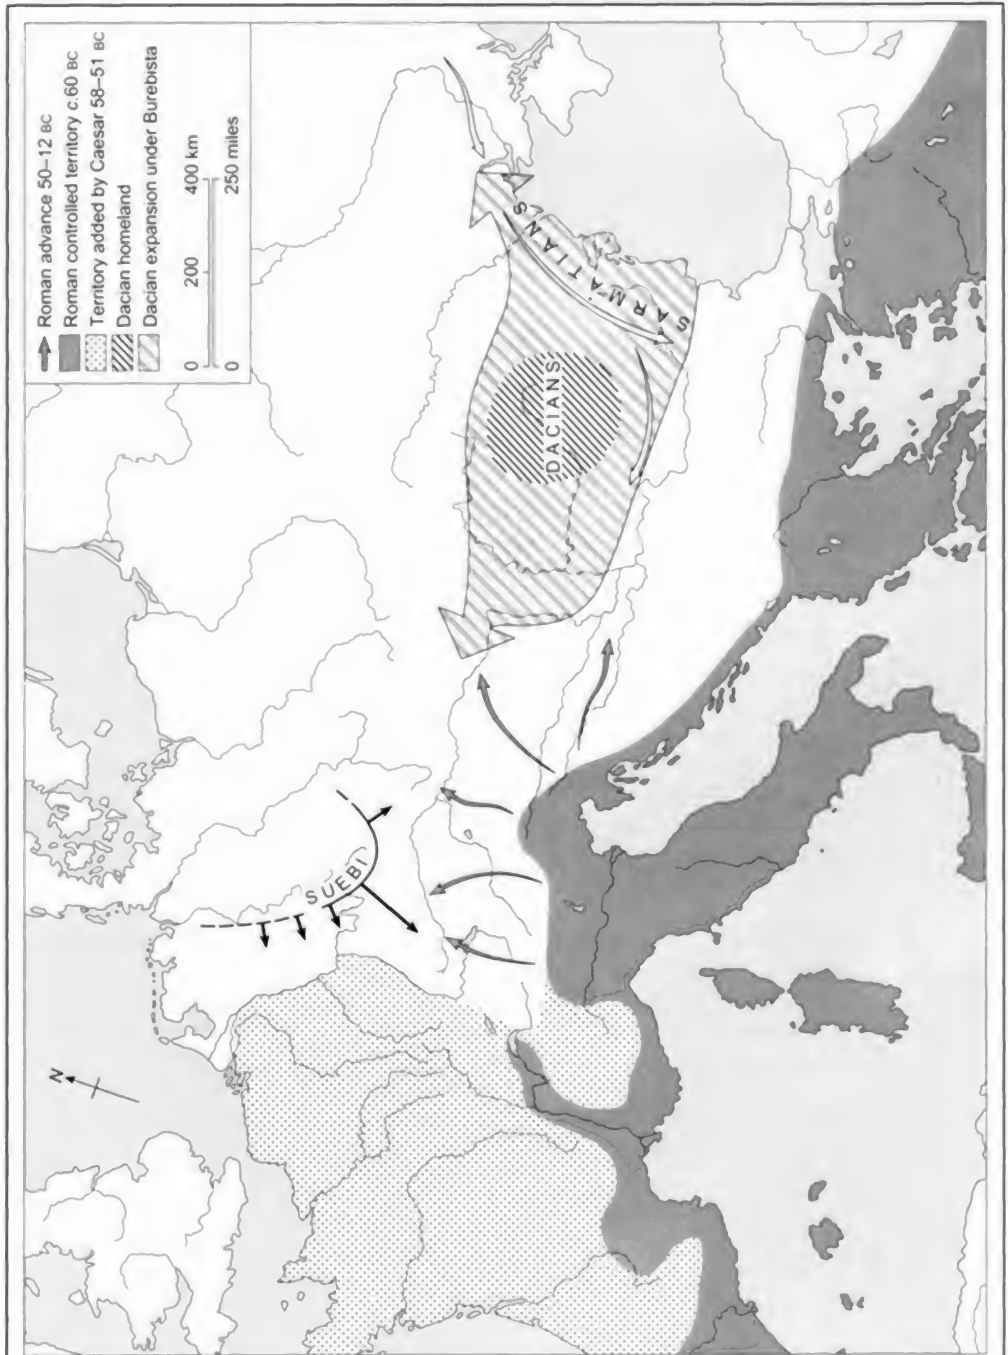 Roman advance 50–12 BC
Roman controlled territory c.60 BC
Territory added by Caesar 58–51 BC
Dacian homeland
Dacian expansion under Burebista
0 200 400 km
0 250 miles
N
SUEBI
DACIANS
SARMATIANS